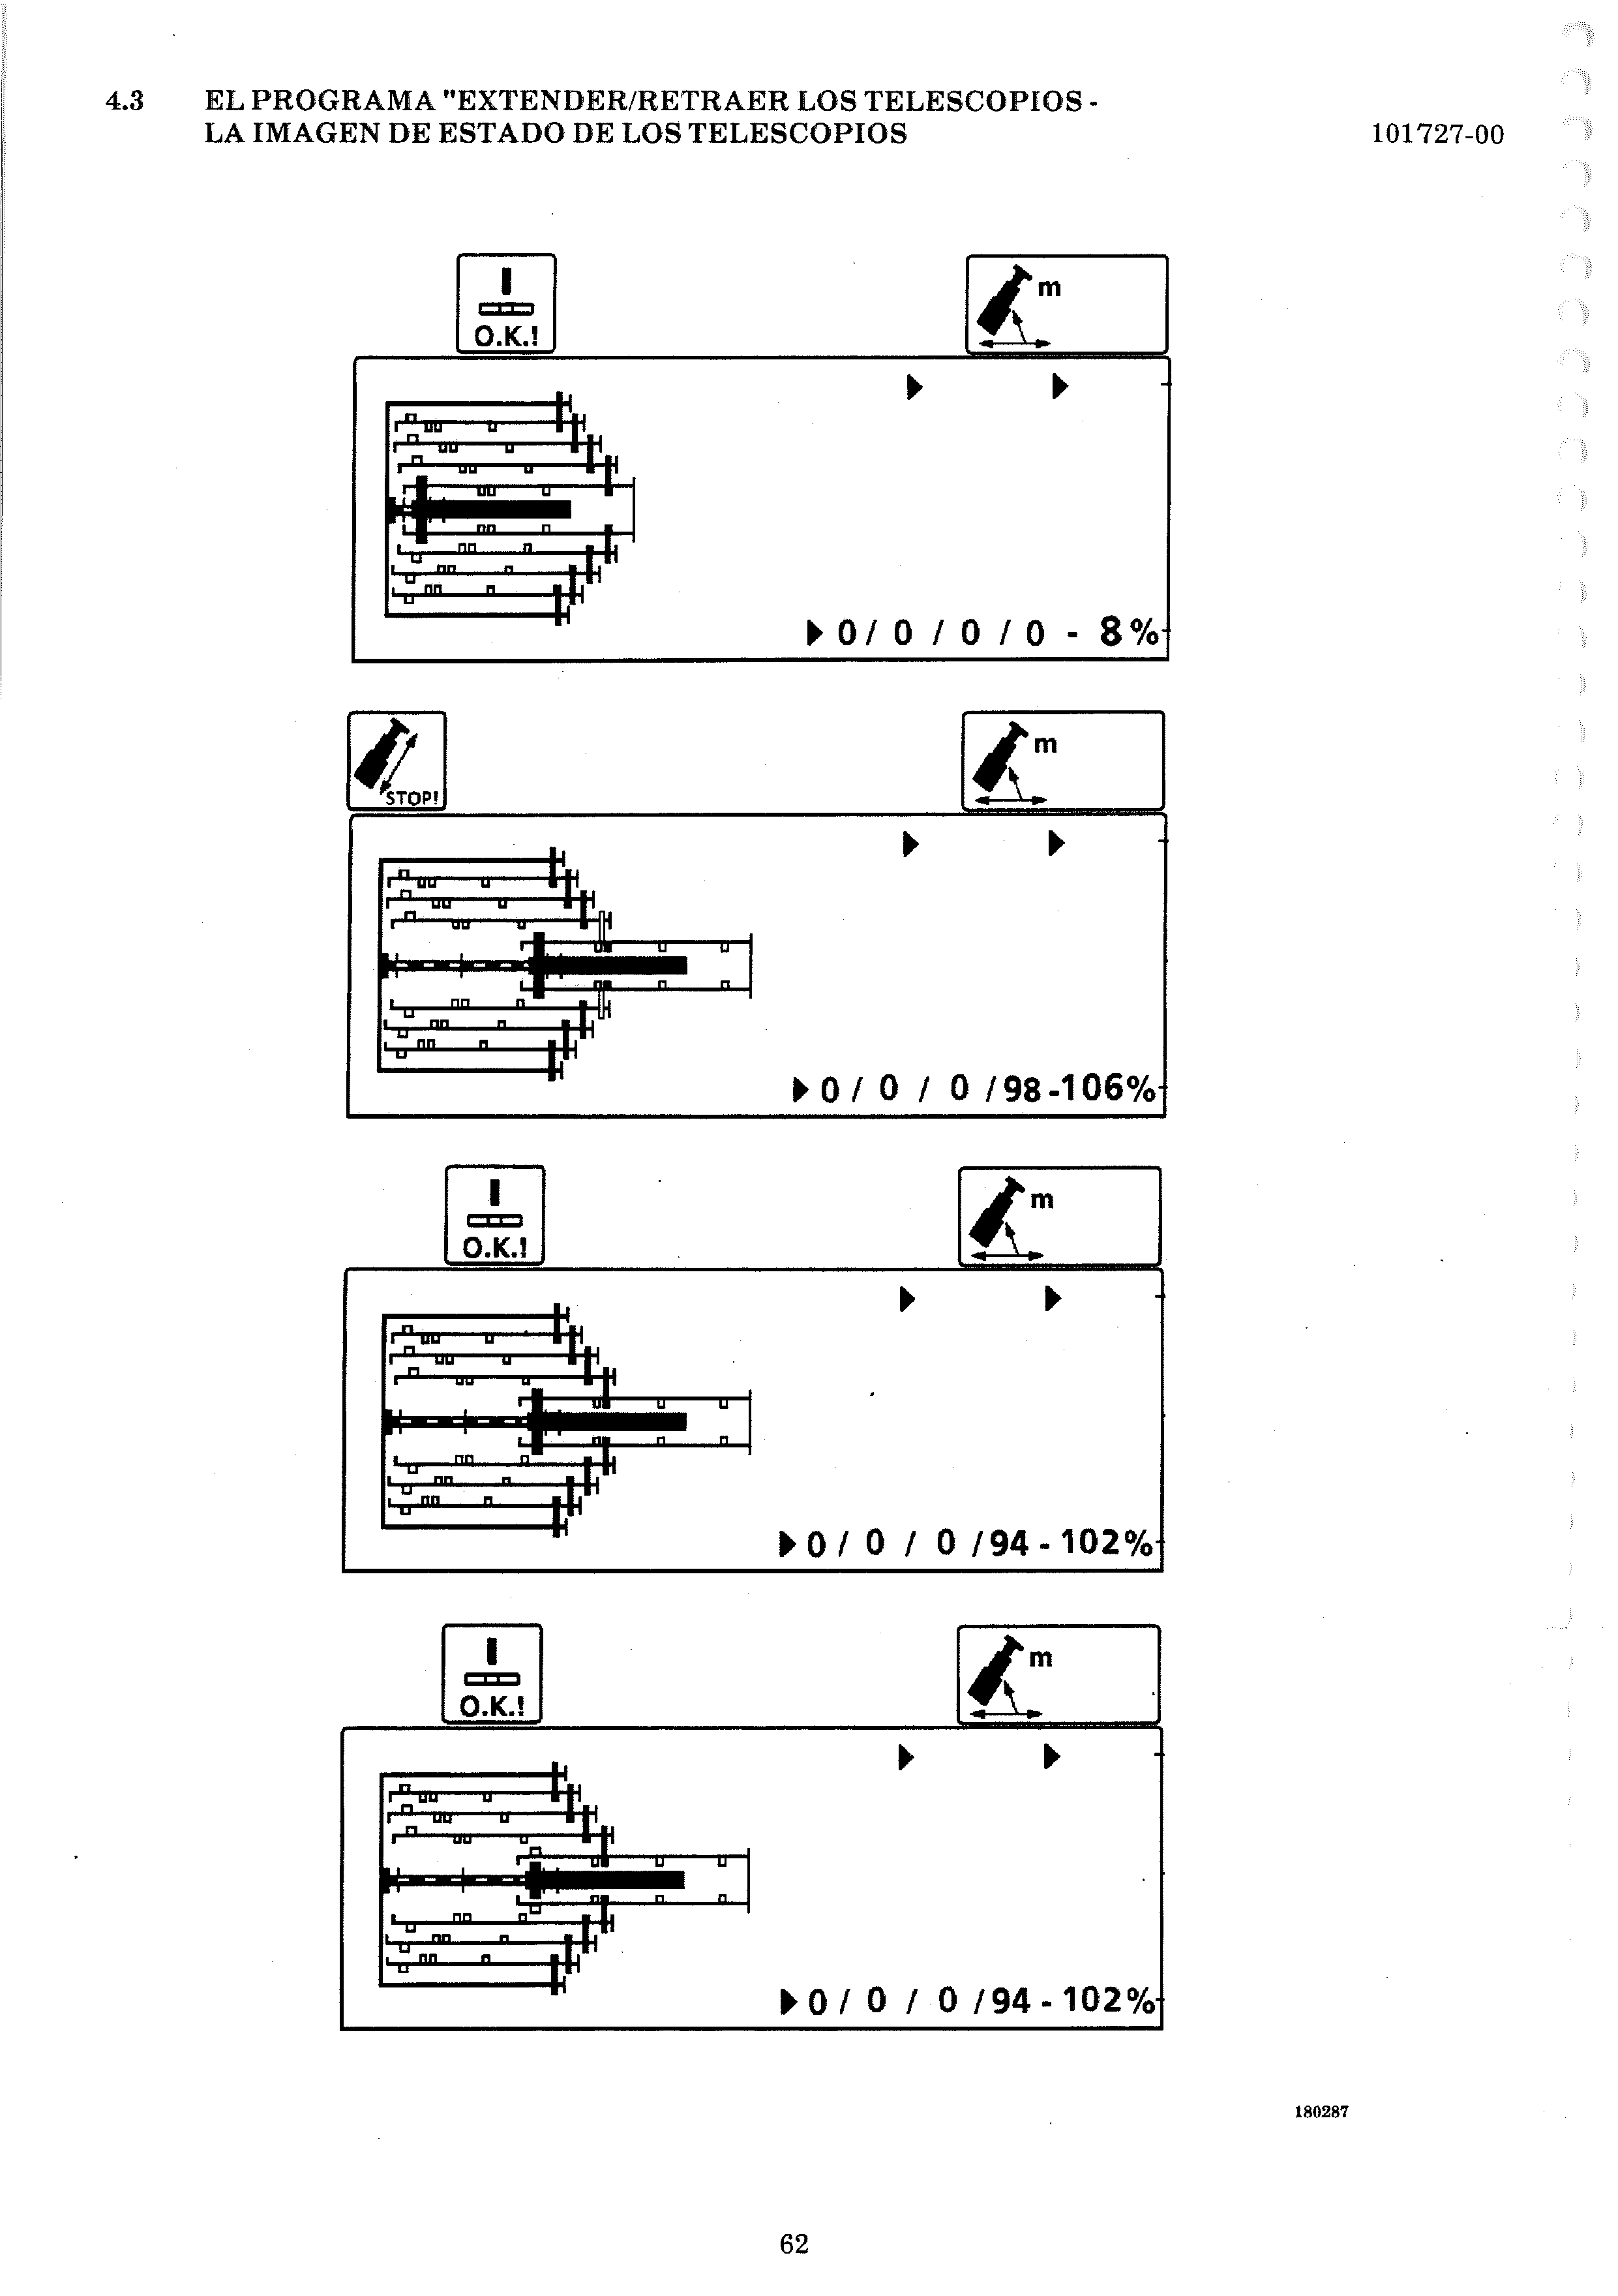 4.3 EL PROGRAMA "EXTENDER/RETRAER LOS TELESCOPIOS -
LA IMAGEN DE ESTADO DE LOS TELESCOPIOS 101727-00
O.K.!
m
0/ 0 / 0 / 0 - 8%
STOP!
m
0 / 0 / 0 /98 -106%
O.K.!
m
0 / 0 / 0 /94 - 102%
O.K.!
m
0 / 0 / 0 /94 - 102%
180287
62